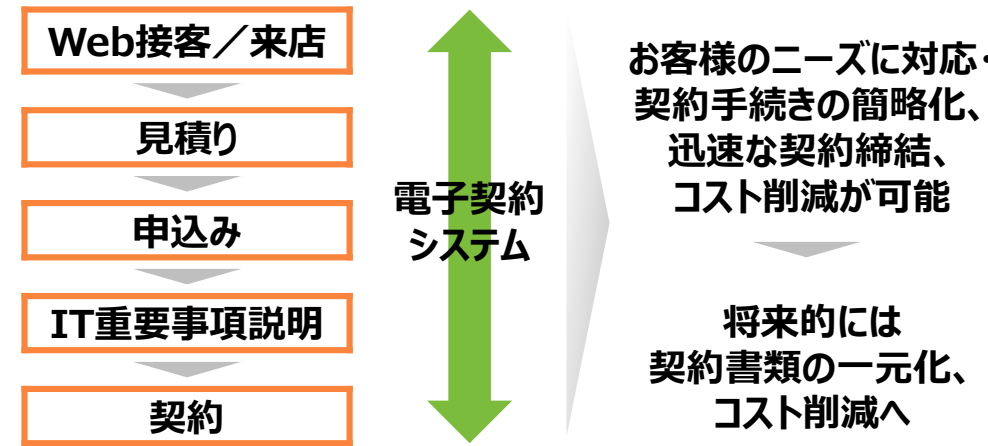 Web接客／来店
見積り
申込み
IT重要事項説明
契約
電子契約
システム
お客様のニーズに対応・
契約手続きの簡略化、
迅速な契約締結、
コスト削減が可能
将来的には
契約書類の一元化、
コスト削減へ